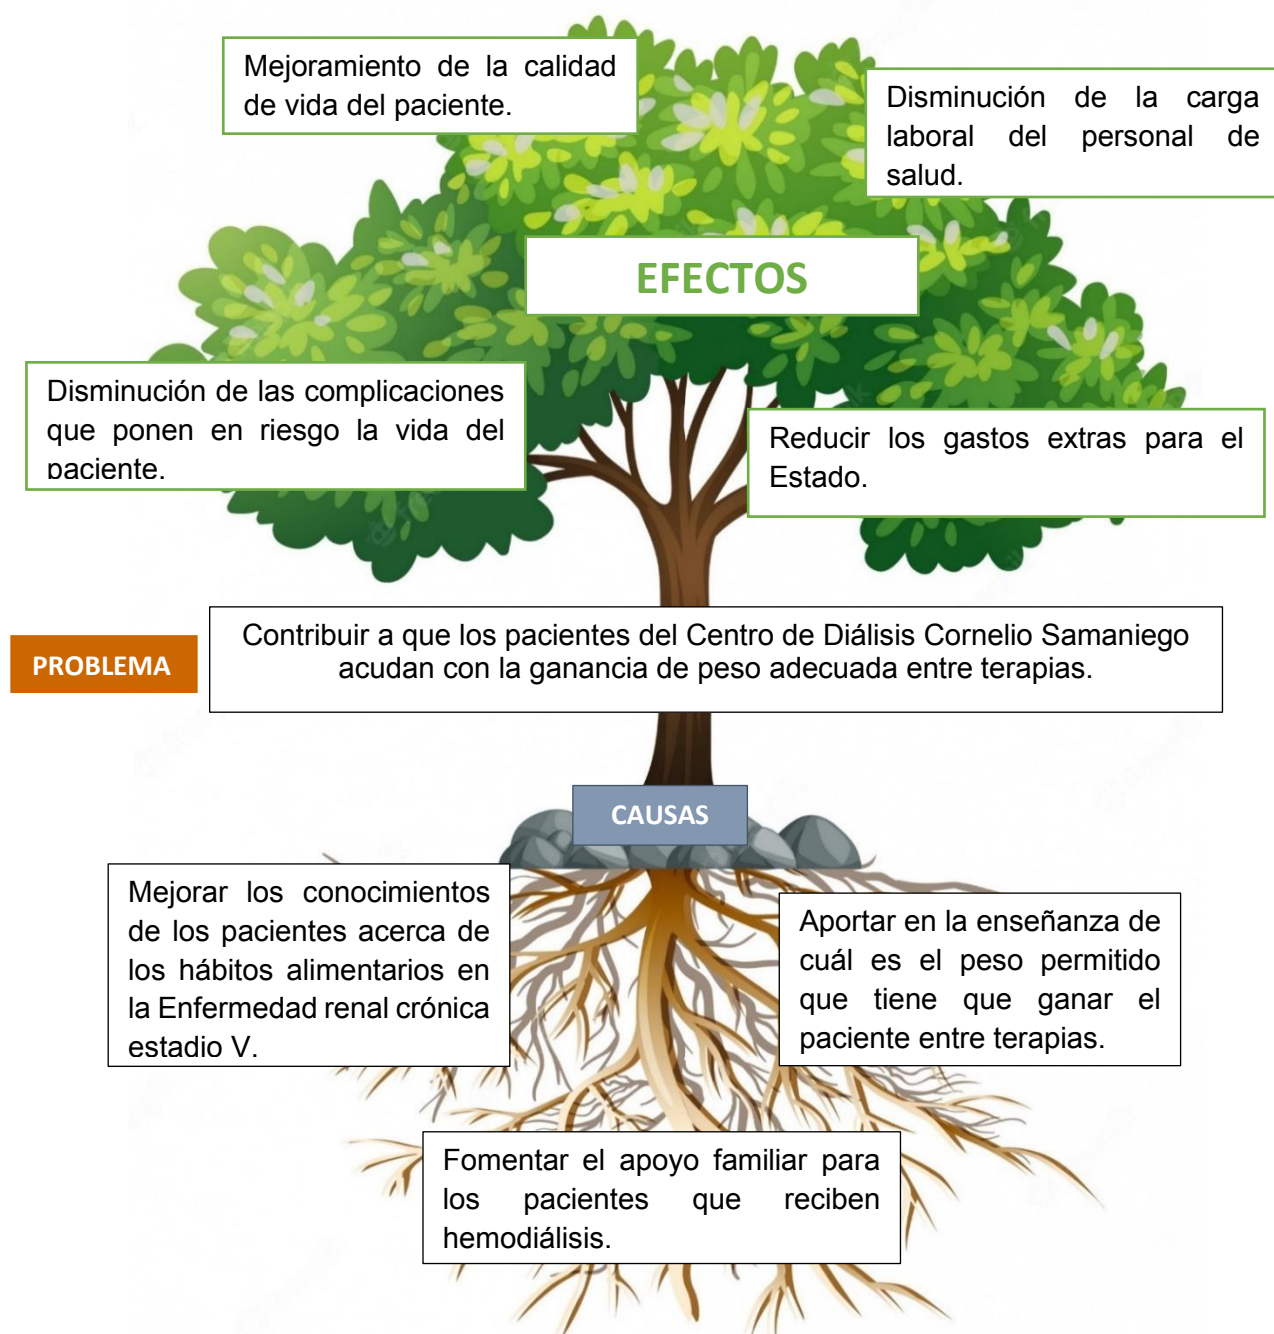 Mejoramiento de la calidad
de vida del paciente.
Disminución de la carga
laboral del personal de
salud.
EFECTOS
Disminución de las complicaciones
que ponen en riesgo la vida del
paciente.
Reducir los gastos extras para el
Estado.
PROBLEMA
Contribuir a que los pacientes del Centro de Diálisis Cornelio Samaniego
acudan con la ganancia de peso adecuada entre terapias.
CAUSAS
Mejorar los conocimientos
de los pacientes acerca de
los hábitos alimentarios en
la Enfermedad renal crónica
estadio V.
Aportar en la enseñanza de
cuál es el peso permitido
que tiene que ganar el
paciente entre terapias.
Fomentar el apoyo familiar para
los pacientes que reciben
hemodiálisis.